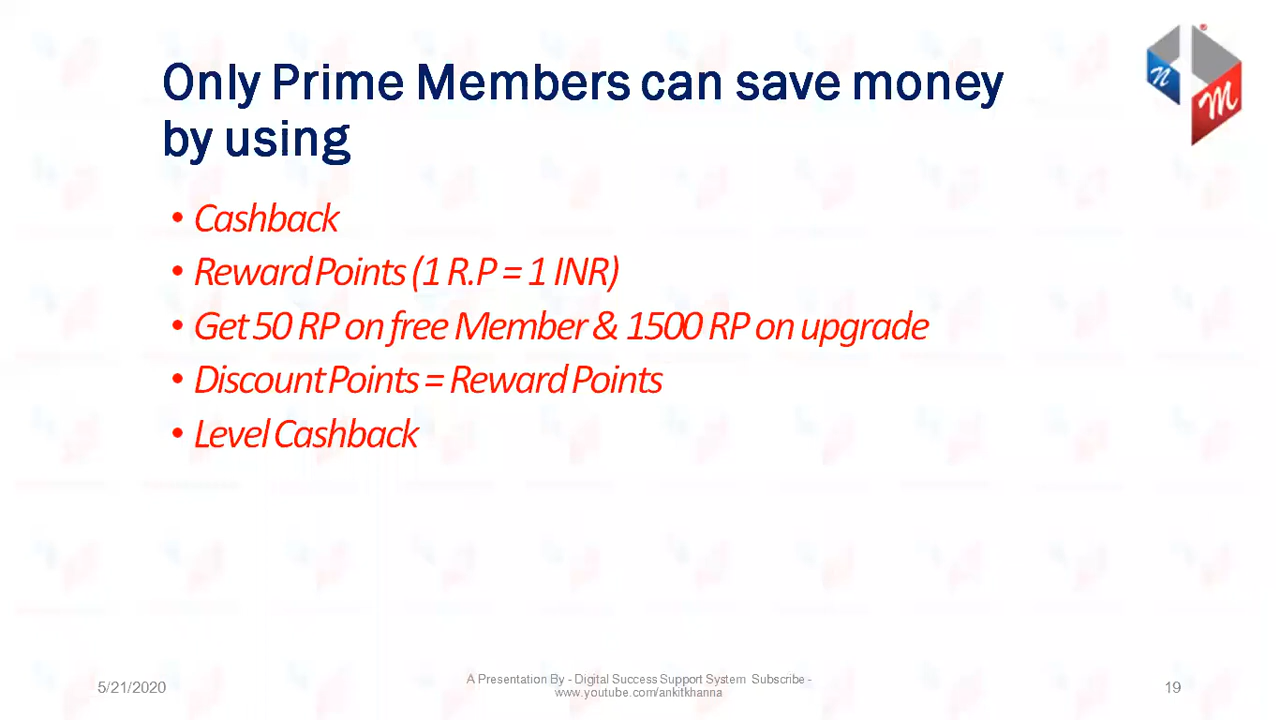 Only Prime Members can save money
by using
• Cashback
• Reward Points (1 R.P = 1 INR)
• Get 50 RP on free Member & 1500 RP on upgrade
• Discount Points = Reward Points
• Level Cashback
n
M
5/21/2020
A Presentation By - Digital Success Support System Subscribe -
www.youtube.com/ankitkhanna
19